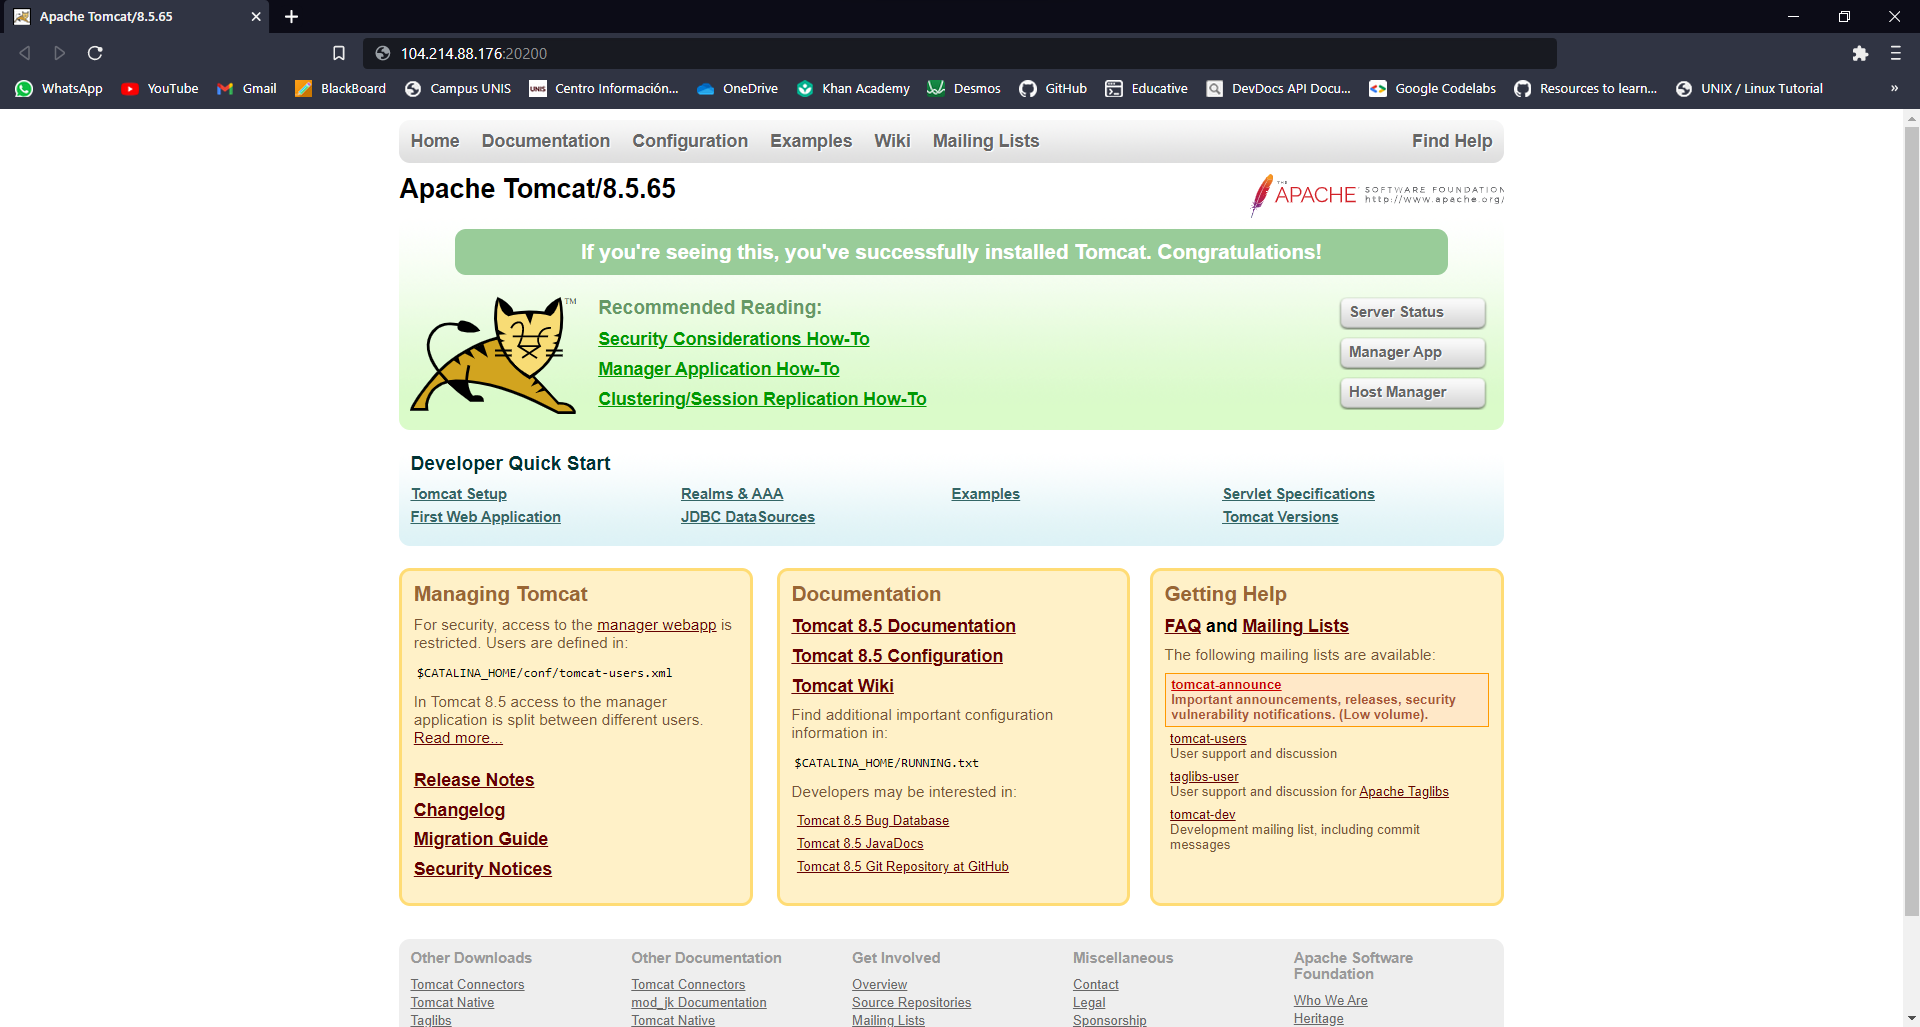 Apache Tomcat/8.5.65
104.214.88.176:20200
WhatsApp YouTube Gmail BlackBoard Campus UNIS UNIS Centro Información... OneDrive Khan Academy Desmos GitHub Educative DevDocs API Docu... Google Codelabs Resources to learn... UNIX / Linux Tutorial »
Home Documentation Configuration Examples Wiki Mailing Lists Find Help
Apache Tomcat/8.5.65
THE APACHE SOFTWARE FOUNDATION
http://www.apache.org/
If you're seeing this, you've successfully installed Tomcat. Congratulations!
TM
Recommended Reading:
Security Considerations How-To
Manager Application How-To
Clustering/Session Replication How-To
Server Status
Manager App
Host Manager
Developer Quick Start
Tomcat Setup Realms & AAA Examples Servlet Specifications
First Web Application JDBC DataSources Tomcat Versions
Managing Tomcat
For security, access to the manager webapp is
restricted. Users are defined in:
$CATALINA_HOME/conf/tomcat-users.xml
In Tomcat 8.5 access to the manager
application is split between different users.
Read more...
Release Notes
Changelog
Migration Guide
Security Notices
Documentation
Tomcat 8.5 Documentation
Tomcat 8.5 Configuration
Tomcat Wiki
Find additional important configuration
information in:
$CATALINA_HOME/RUNNING.txt
Developers may be interested in:
Tomcat 8.5 Bug Database
Tomcat 8.5 JavaDocs
Tomcat 8.5 Git Repository at GitHub
Getting Help
FAQ and Mailing Lists
The following mailing lists are available:
tomcat-announce
Important announcements, releases, security
vulnerability notifications. (Low volume).
tomcat-users
User support and discussion
taglibs-user
User support and discussion for Apache Taglibs
tomcat-dev
Development mailing list, including commit
messages
Other Downloads
Tomcat Connectors
Tomcat Native
Taglibs
Other Documentation
Tomcat Connectors
mod_jk Documentation
Tomcat Native
Get Involved
Overview
Source Repositories
Mailing Lists
Miscellaneous
Contact
Legal
Sponsorship
Apache Software
Foundation
Who We Are
Heritage